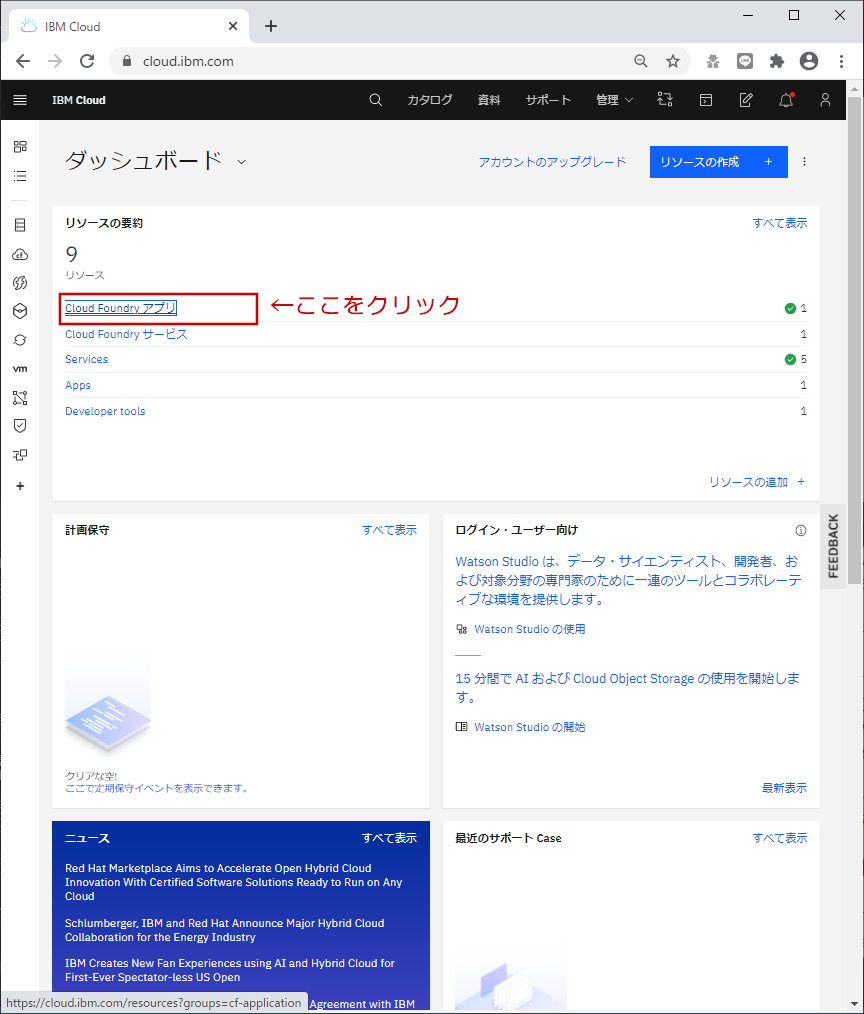 IBM Cloud
cloud.ibm.com
IBM Cloud
カタログ
資料
サポート
管理
ダッシュボード
アカウントのアップグレード
リソースの作成 +
リソースの要約
すべて表示
9
リソース
Cloud Foundry アプリ
←ここをクリック
1
Cloud Foundry サービス
1
Services
5
Apps
1
Developer tools
1
リソースの追加 +
vm
FEEDBACK
計画保守
すべて表示
クリアな空!
ここで定期保守イベントを表示できます。
ログイン・ユーザー向け
Watson Studio は、データ・サイエンティスト、開発者、お
よび対象分野の専門家のために一連のツールとコラボレーテ
ィブな環境を提供します。
Watson Studio の使用
15 分間で AI および Cloud Object Storage の使用を開始しま
す。
Watson Studio の開始
最新表示
ニュース
すべて表示
Red Hat Marketplace Aims to Accelerate Open Hybrid Cloud
Innovation With Certified Software Solutions Ready to Run on Any
Cloud
Schlumberger, IBM and Red Hat Announce Major Hybrid Cloud
Collaboration for the Energy Industry
IBM Creates New Fan Experiences using AI and Hybrid Cloud for
First-Ever Spectator-less US Open
Agreement with IBM
最近のサポート Case
すべて表示
https://cloud.ibm.com/resources?groups=cf-application